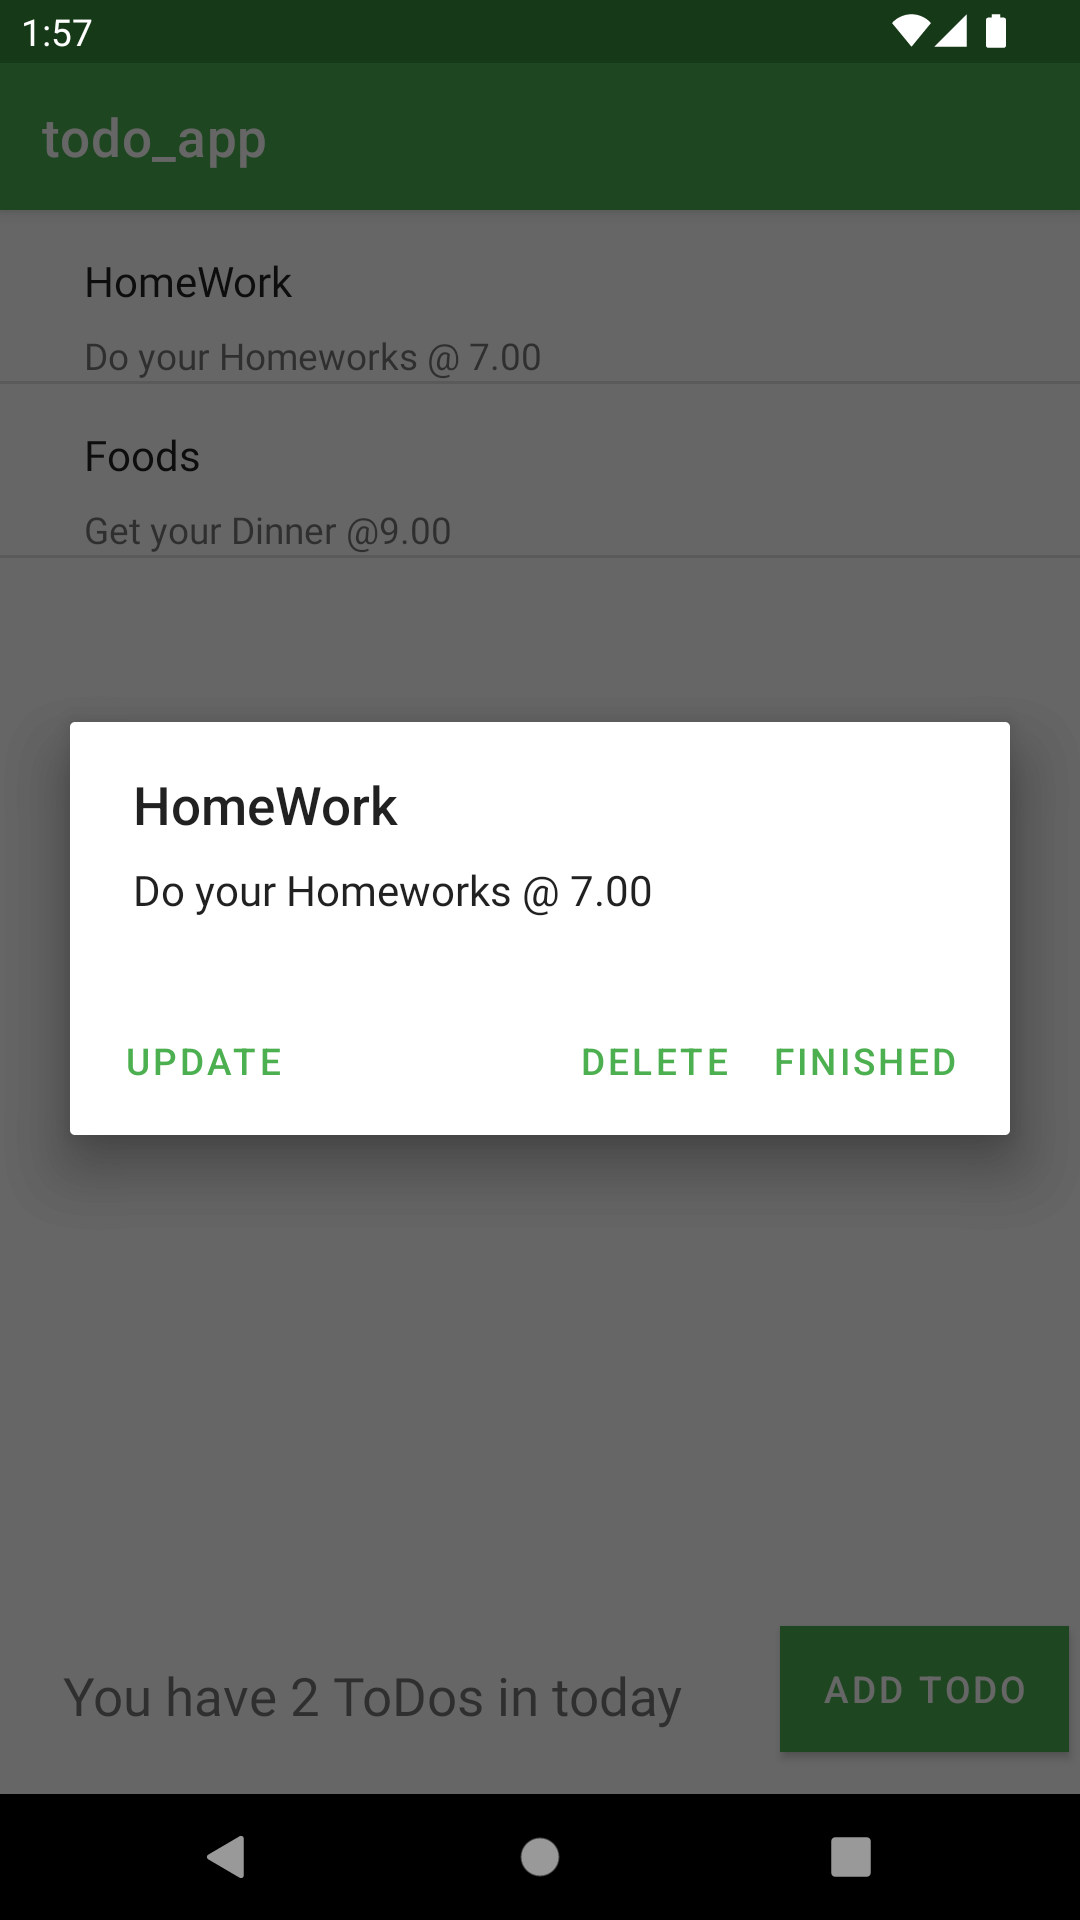 1:57
todo_app
HomeWork
Do your Homeworks @ 7.00
Foods
Get your Dinner @9.00
HomeWork
Do your Homeworks @ 7.00
UPDATE DELETE FINISHED
You have 2 ToDos in today
ADD TODO